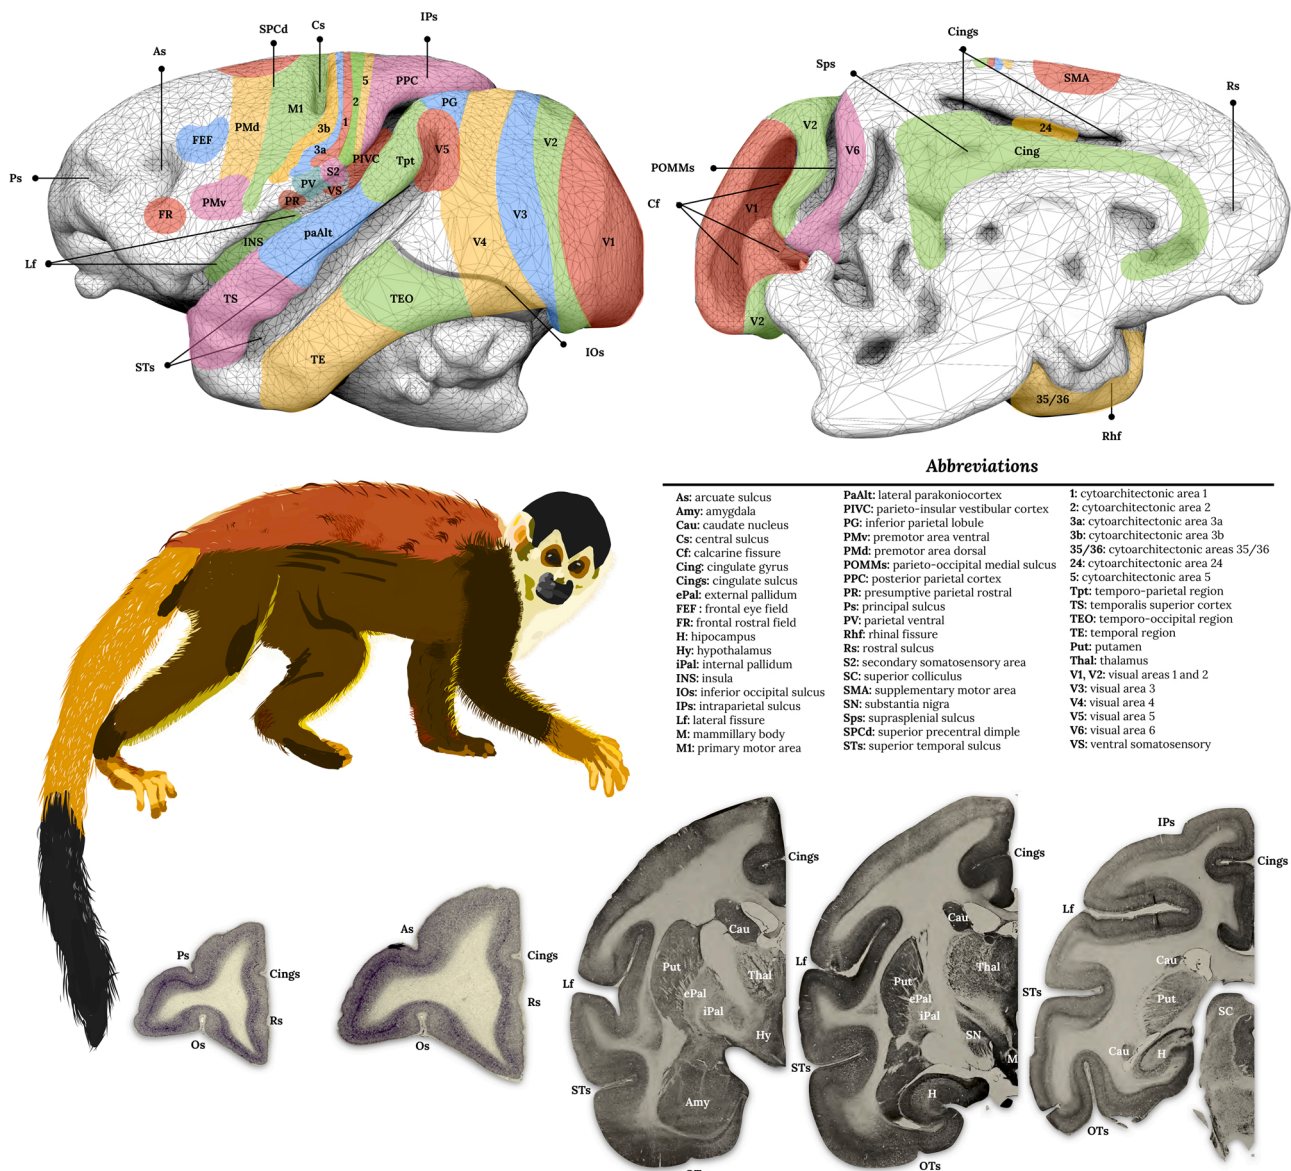 SPCd
Cs
IPs
As
5
PPC
2
M1
1
3b
PMd
PG
FEF
V5
V2
3a
Tpt
PIVC
S2
Ps
PV
VS
PMv
PR
FR
V3
paAlt
INS
V4
V1
Lf
TS
TEO
IOs
TE
STs
Cings
Sps
SMA
Rs
V2
24
V6
Cing
POMMs
Cf
V1
V2
35/36
Rhf
Abbreviations
As: arcuate sulcus
Amy: amygdala
Cau: caudate nucleus
Cs: central sulcus
Cf: calcarine fissure
Cing: cingulate gyrus
Cings: cingulate sulcus
ePal: external pallidum
FEF : frontal eye field
FR: frontal rostral field
H: hipocampus
Hy: hypothalamus
iPal: internal pallidum
INS: insula
IOs: inferior occipital sulcus
IPs: intraparietal sulcus
Lf: lateral fissure
M: mammillary body
M1: primary motor area
PaAlt: lateral parakoniocortex
PIVC: parieto-insular vestibular cortex
PG: inferior parietal lobule
PMv: premotor area ventral
PMd: premotor area dorsal
POMMs: parieto-occipital medial sulcus
PPC: posterior parietal cortex
PR: presumptive parietal rostral
Ps: principal sulcus
PV: parietal ventral
Rhf: rhinal fissure
Rs: rostral sulcus
S2: secondary somatosensory area
SC: superior colliculus
SMA: supplementary motor area
SN: substantia nigra
Sps: suprasplenial sulcus
SPCd: superior precentral dimple
STs: superior temporal sulcus
1: cytoarchitectonic area 1
2: cytoarchitectonic area 2
3a: cytoarchitectonic area 3a
3b: cytoarchitectonic area 3b
35/36: cytoarchitectonic areas 35/36
24: cytoarchitectonic area 24
5: cytoarchitectonic area 5
Tpt: temporo-parietal region
TS: temporalis superior cortex
TEO: temporo-occipital region
TE: temporal region
Put: putamen
Thal: thalamus
V1, V2: visual areas 1 and 2
V3: visual area 3
V4: visual area 4
V5: visual area 5
V6: visual area 6
VS: ventral somatosensory
Ps
Cings
Rs
Os
As
Cings
Rs
Os
Cings
Cau
Put
Thal
Lf
ePal
iPal
Hy
STs
Amy
Cings
Cau
Lf
Thal
Put
ePal
iPal
SN
M
STs
H
OTs
IPs
Cings
Lf
Cau
STs
Put
SC
Cau
H
OTs